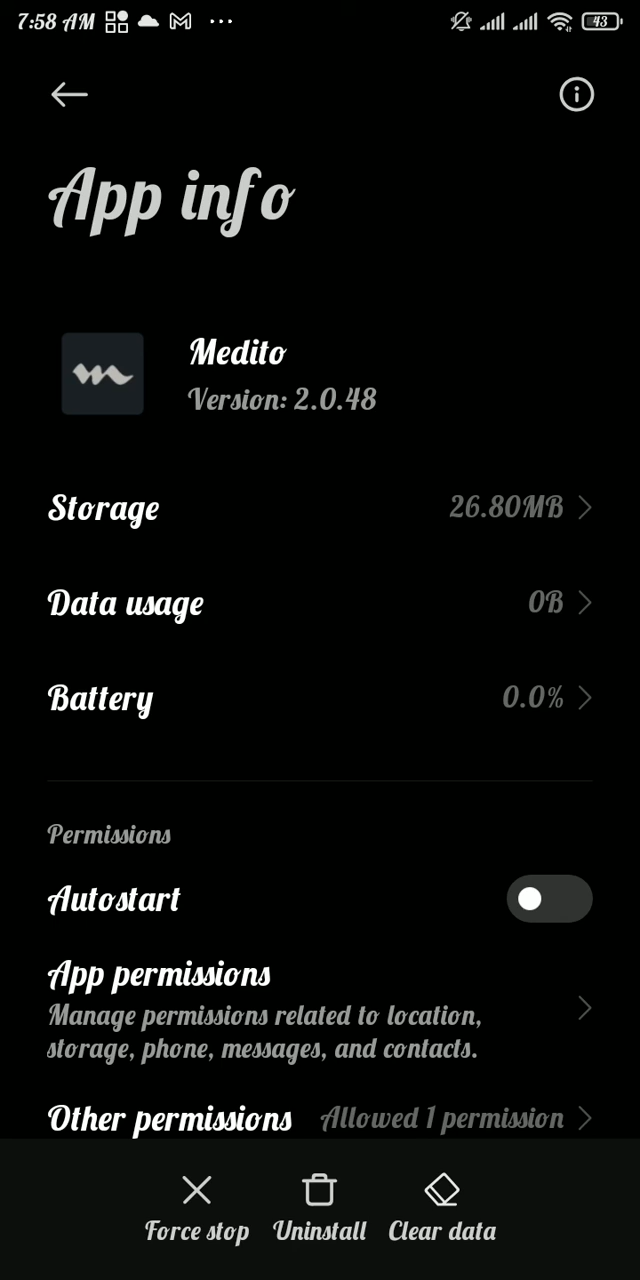 7:58 AM
43
App info
Medito
Version: 2.0.48
Storage 26.80MB
Data usage 0B
Battery 0.0%
Permissions
Autostart
App permissions
Manage permissions related to location,
storage, phone, messages, and contacts.
Other permissions Allowed 1 permission
Force stop Uninstall Clear data